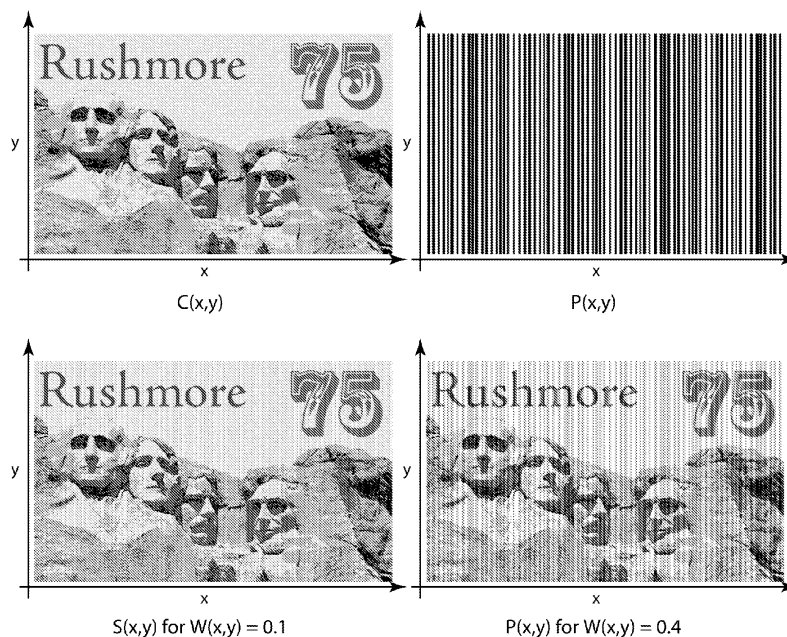 Rushmore 75
y
x
C(x,y)
y
x
P(x,y)
Rushmore 75
y
x
S(x,y) for W(x,y) = 0.1
Rushmore 75
y
x
P(x,y) for W(x,y) = 0.4